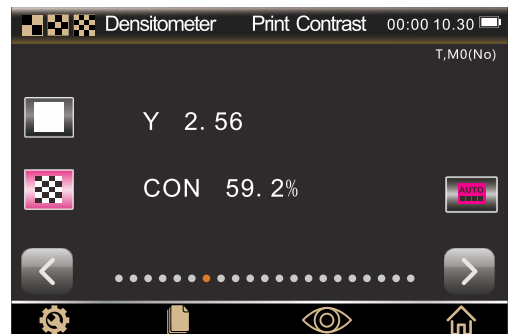 Densitometer Print Contrast 00:00 10.30
T,M0(No)
Y 2.56
CON 59.2%
AUTO